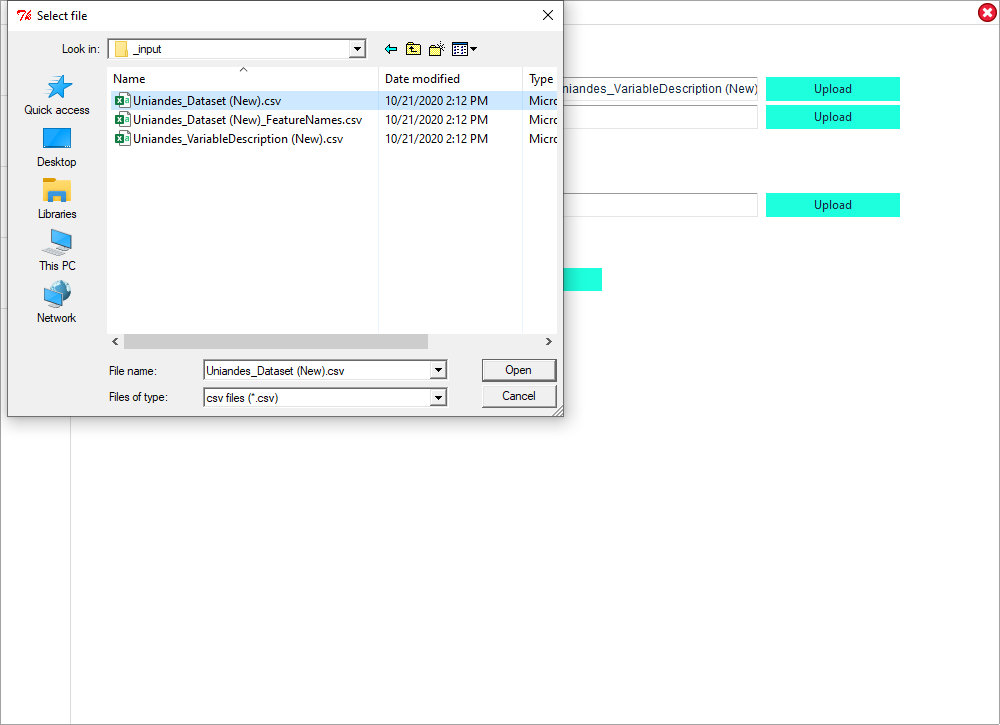 Select file
Look in:
_input
Name
Date modified
Type
Uniandes_Dataset (New).csv
10/21/2020 2:12 PM
Micro
Uniandes_Dataset (New)_FeatureNames.csv
10/21/2020 2:12 PM
Micro
Uniandes_VariableDescription (New).csv
10/21/2020 2:12 PM
Micro
Quick access
Desktop
Libraries
This PC
Network
File name:
Uniandes_Dataset (New).csv
Open
Files of type:
csv files (*.csv)
Cancel
niandes_VariableDescription (New)
Upload
Upload
Upload